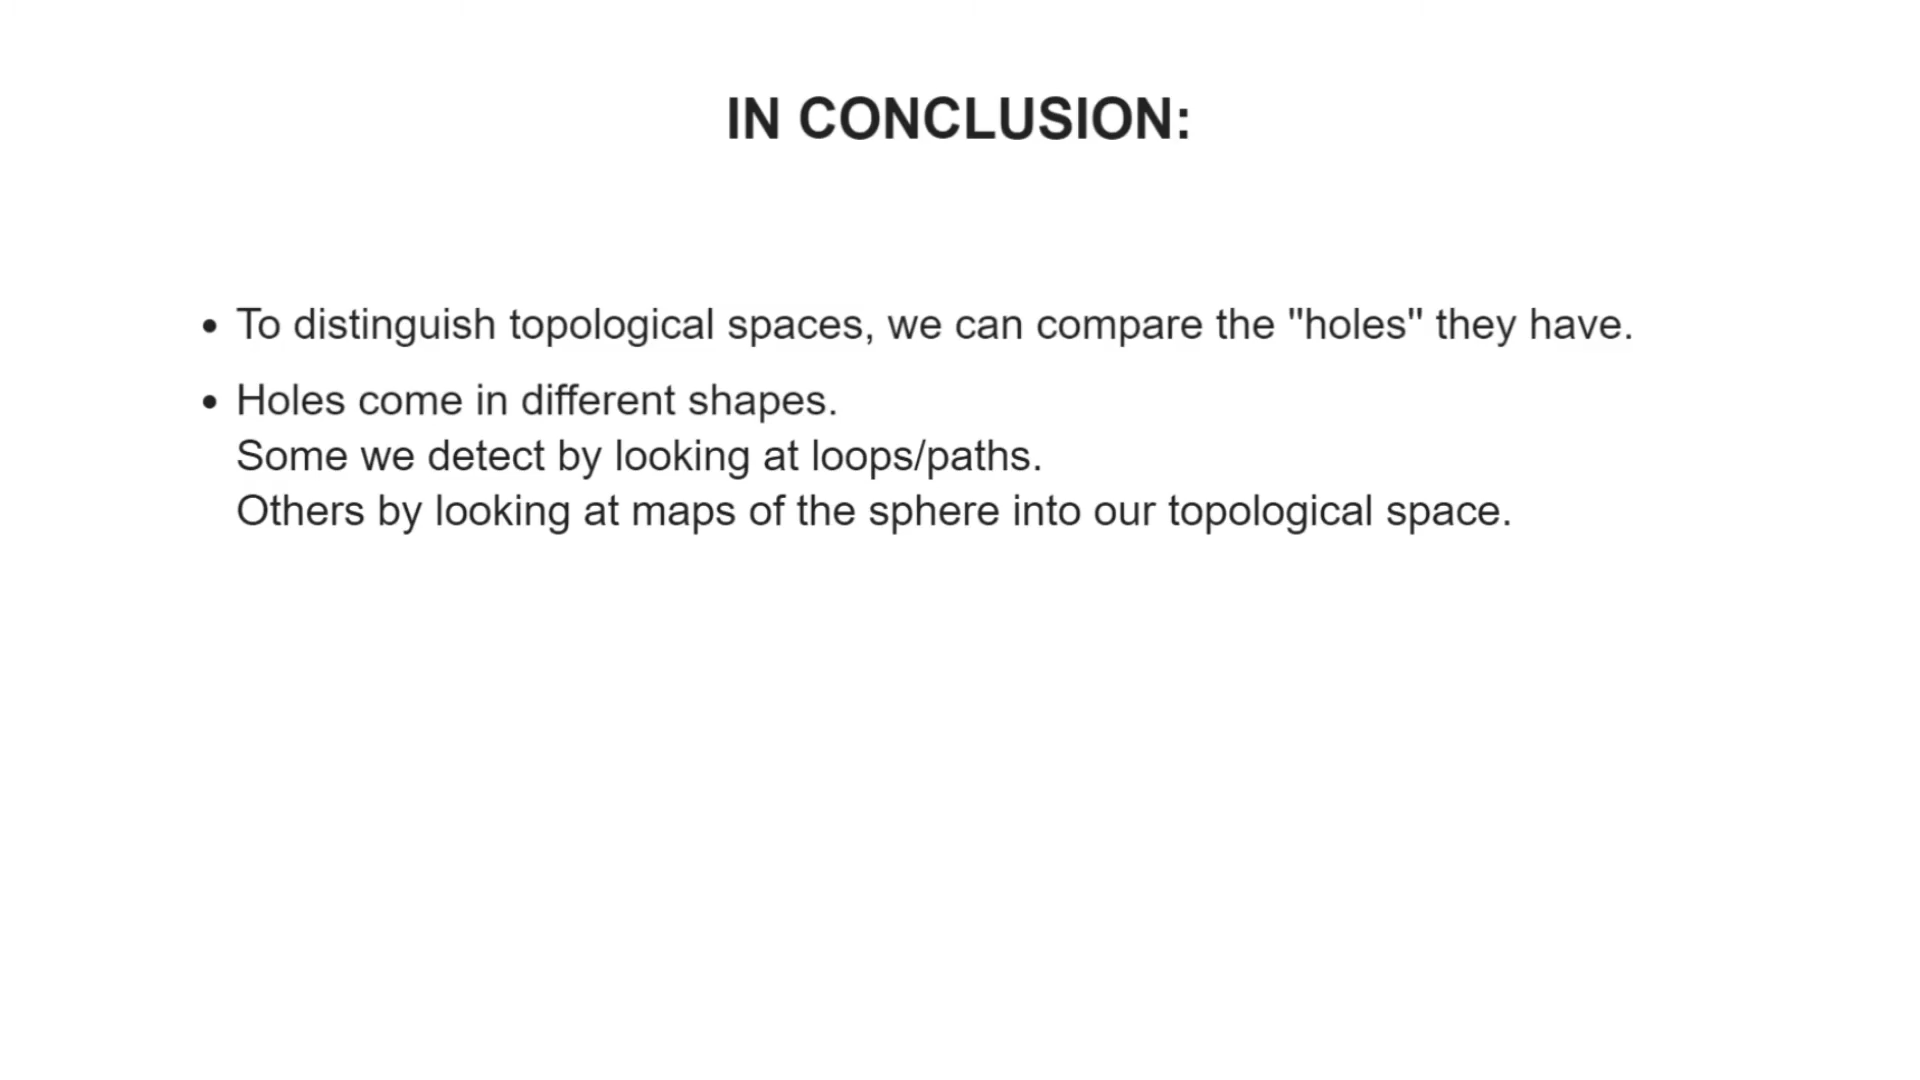 IN CONCLUSION:
• To distinguish topological spaces, we can compare the "holes" they have.
• Holes come in different shapes.
Some we detect by looking at loops/paths.
Others by looking at maps of the sphere into our topological space.